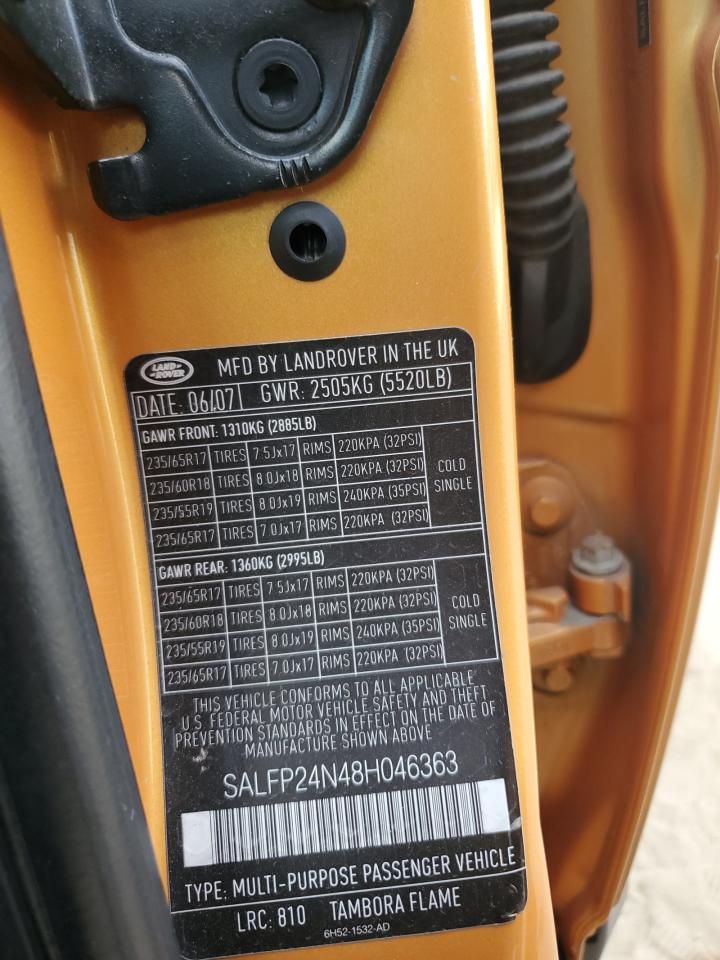 LAND
ROVER
MFD BY LANDROVER IN THE UK
DATE: 06/07 GWR: 2505KG (5520LB)
GAWR FRONT: 1310KG (2885LB)
235/65R17 TIRES 7.5Jx17 RIMS 220KPA (32PSI)
235/60R18 TIRES 8.0Jx18 RIMS 220KPA (32PSI)
235/55R19 TIRES 8.0Jx19 RIMS 240KPA (35PSI)
235/65R17 TIRES 7.0Jx17 RIMS 220KPA (32PSI)
COLD
SINGLE
GAWR REAR: 1360KG (2995LB)
235/65R17 TIRES 7.5Jx17 RIMS 220KPA (32PSI)
235/60R18 TIRES 8.0Jx18 RIMS 220KPA (32PSI)
235/55R19 TIRES 8.0Jx19 RIMS 240KPA (35PSI)
235/65R17 TIRES 7.0Jx17 RIMS 220KPA (32PSI)
COLD
SINGLE
THIS VEHICLE CONFORMS TO ALL APPLICABLE
U.S. FEDERAL MOTOR VEHICLE SAFETY AND THEFT
PREVENTION STANDARDS IN EFFECT ON THE DATE OF
MANUFACTURE SHOWN ABOVE
SALFP24N48H046363
TYPE: MULTI-PURPOSE PASSENGER VEHICLE
LRC: 810 TAMBORA FLAME
6H52-1532-AD